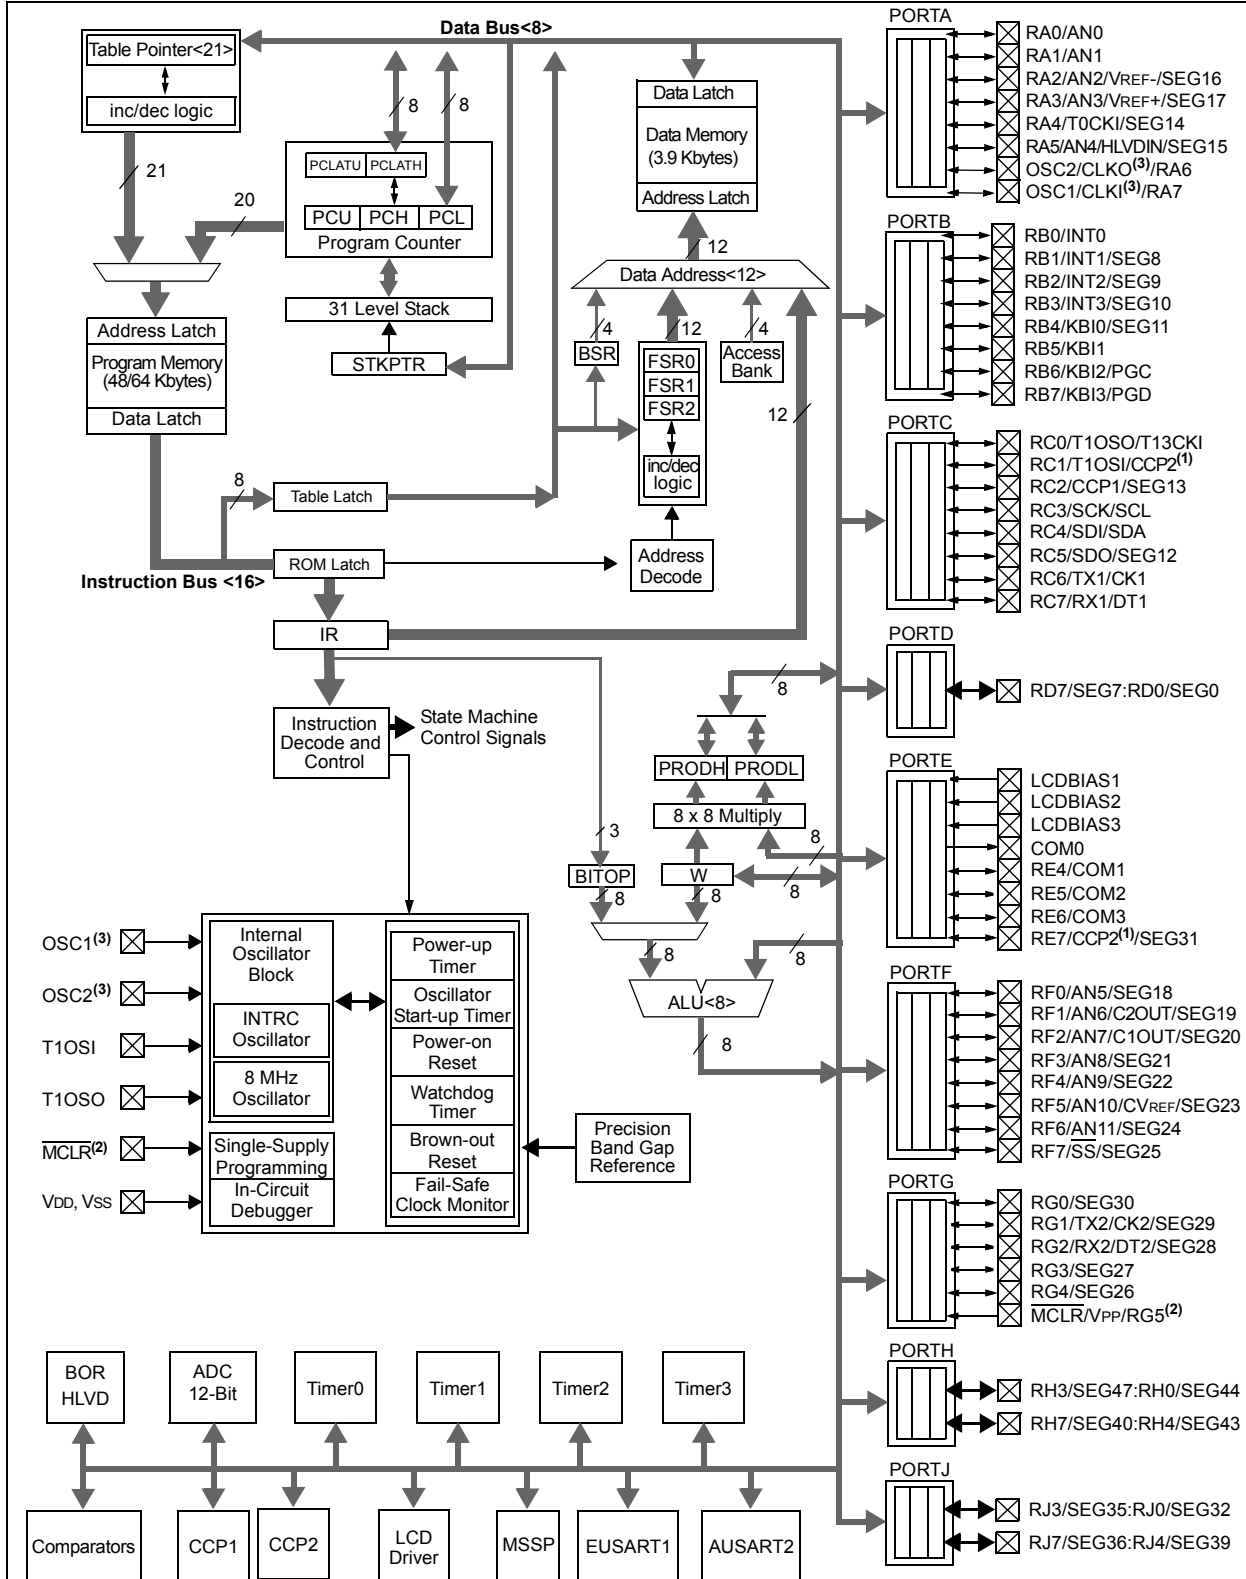 Data Bus<8>
Table Pointer<21>
inc/dec logic
21
20
8
8
PCLATU PCLATH
PCU PCH PCL
Program Counter
31 Level Stack
STKPTR
Address Latch
Program Memory
(48/64 Kbytes)
Data Latch
8
Table Latch
ROM Latch
Instruction Bus <16>
IR
Data Latch
Data Memory
(3.9 Kbytes)
Address Latch
12
Data Address<12>
4
12
4
BSR
FSR0
FSR1
FSR2
inc/dec
logic
Access
Bank
12
Address
Decode
Instruction
Decode and
Control
State Machine
Control Signals
8
PRODH PRODL
8 x 8 Multiply
3
8
BITOP
W
8
8
8
8
8
ALU<8>
8
OSC1(3)
OSC2(3)
T1OSI
T1OSO
MCLR(2)
VDD, VSS
Internal
Oscillator
Block
INTRC
Oscillator
8 MHz
Oscillator
Single-Supply
Programming
In-Circuit
Debugger
Power-up
Timer
Oscillator
Start-up Timer
Power-on
Reset
Watchdog
Timer
Brown-out
Reset
Fail-Safe
Clock Monitor
Precision
Band Gap
Reference
BOR
HLVD
ADC
12-Bit
Timer0
Timer1
Timer2
Timer3
Comparators
CCP1
CCP2
LCD
Driver
MSSP
EUSART1
AUSART2
PORTA
RA0/AN0
RA1/AN1
RA2/AN2/VREF-/SEG16
RA3/AN3/VREF+/SEG17
RA4/T0CKI/SEG14
RA5/AN4/HLVDIN/SEG15
OSC2/CLKO(3)/RA6
OSC1/CLKI(3)/RA7
PORTB
RB0/INT0
RB1/INT1/SEG8
RB2/INT2/SEG9
RB3/INT3/SEG10
RB4/KBI0/SEG11
RB5/KBI1
RB6/KBI2/PGC
RB7/KBI3/PGD
PORTC
RC0/T1OSO/T13CKI
RC1/T1OSI/CCP2(1)
RC2/CCP1/SEG13
RC3/SCK/SCL
RC4/SDI/SDA
RC5/SDO/SEG12
RC6/TX1/CK1
RC7/RX1/DT1
PORTD
RD7/SEG7:RD0/SEG0
PORTE
LCDBIAS1
LCDBIAS2
LCDBIAS3
COM0
RE4/COM1
RE5/COM2
RE6/COM3
RE7/CCP2(1)/SEG31
PORTF
RF0/AN5/SEG18
RF1/AN6/C2OUT/SEG19
RF2/AN7/C1OUT/SEG20
RF3/AN8/SEG21
RF4/AN9/SEG22
RF5/AN10/CVREF/SEG23
RF6/AN11/SEG24
RF7/SS/SEG25
PORTG
RG0/SEG30
RG1/TX2/CK2/SEG29
RG2/RX2/DT2/SEG28
RG3/SEG27
RG4/SEG26
MCLR/VPP/RG5(2)
PORTH
RH3/SEG47:RH0/SEG44
RH7/SEG40:RH4/SEG43
PORTJ
RJ3/SEG35:RJ0/SEG32
RJ7/SEG36:RJ4/SEG39